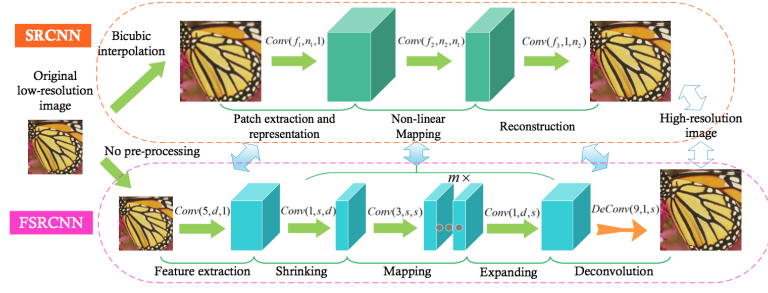 SRCNN
Bicubic
interpolation
Original
low-resolution
image
Conv(f₁,n₁,1)
Conv(f₂,n₂,n₁)
Conv(f₃,1,n₂)
Patch extraction and
representation
Non-linear
Mapping
Reconstruction
High-resolution
image
No pre-processing
m×
FSRCNN
Conv(5,d,1)
Conv(1,s,d)
Conv(3,s,s)
Conv(1,d,s)
DeConv(9,1,s)
Feature extraction
Shrinking
Mapping
Expanding
Deconvolution